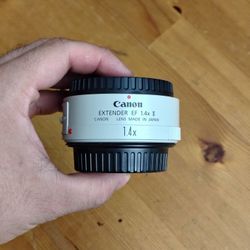 Canon
EXTENDER EF 1.4x II
CANON LENS MADE IN JAPAN
1.4x